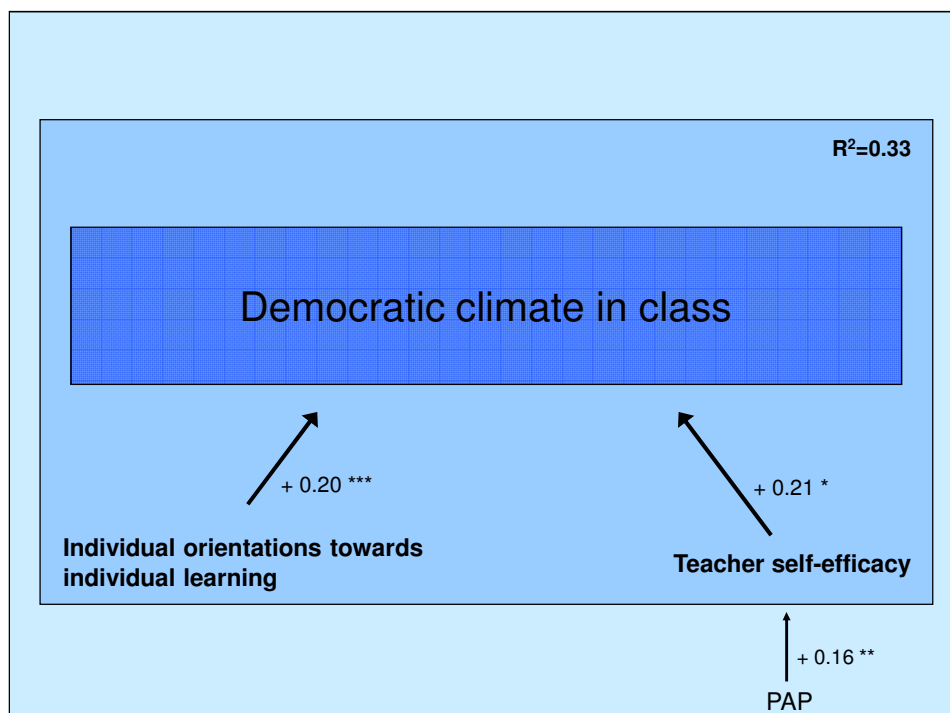 R²=0.33
Democratic climate in class
+ 0.20 ***
+ 0.21 *
Individual orientations towards
individual learning
Teacher self-efficacy
+ 0.16 **
PAP